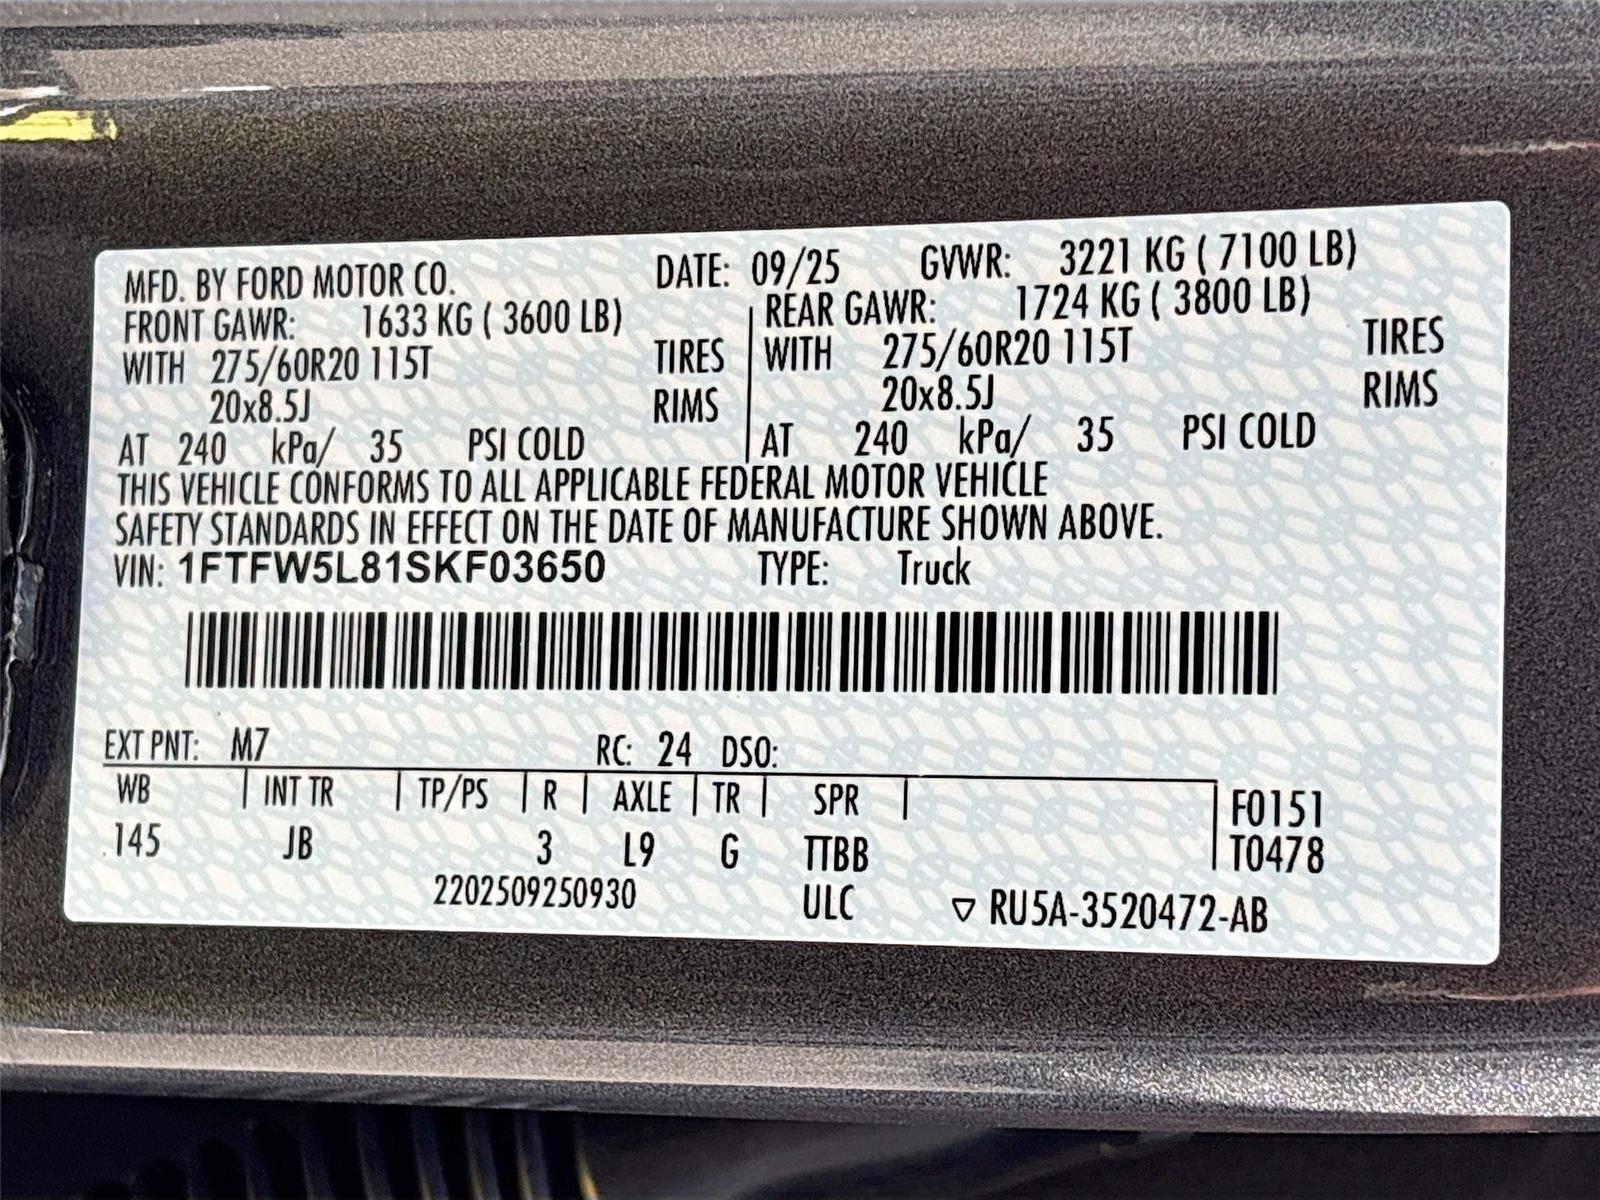 MFD. BY FORD MOTOR CO. DATE: 09/25 GVWR: 3221 KG ( 7100 LB)
FRONT GAWR: 1633 KG ( 3600 LB) REAR GAWR: 1724 KG ( 3800 LB)
WITH 275/60R20 115T TIRES WITH 275/60R20 115T TIRES
20x8.5J RIMS 20x8.5J RIMS
AT 240 kPa/ 35 PSI COLD AT 240 kPa/ 35 PSI COLD
THIS VEHICLE CONFORMS TO ALL APPLICABLE FEDERAL MOTOR VEHICLE
SAFETY STANDARDS IN EFFECT ON THE DATE OF MANUFACTURE SHOWN ABOVE.
VIN: 1FTFW5L81SKF03650 TYPE: Truck
EXT PNT: M7 RC: 24 DSO:
WB INT TR TP/PS R AXLE TR SPR F0151
145 JB 3 L9 G TTBB T0478
2202509250930 ULC ▽ RU5A-3520472-AB